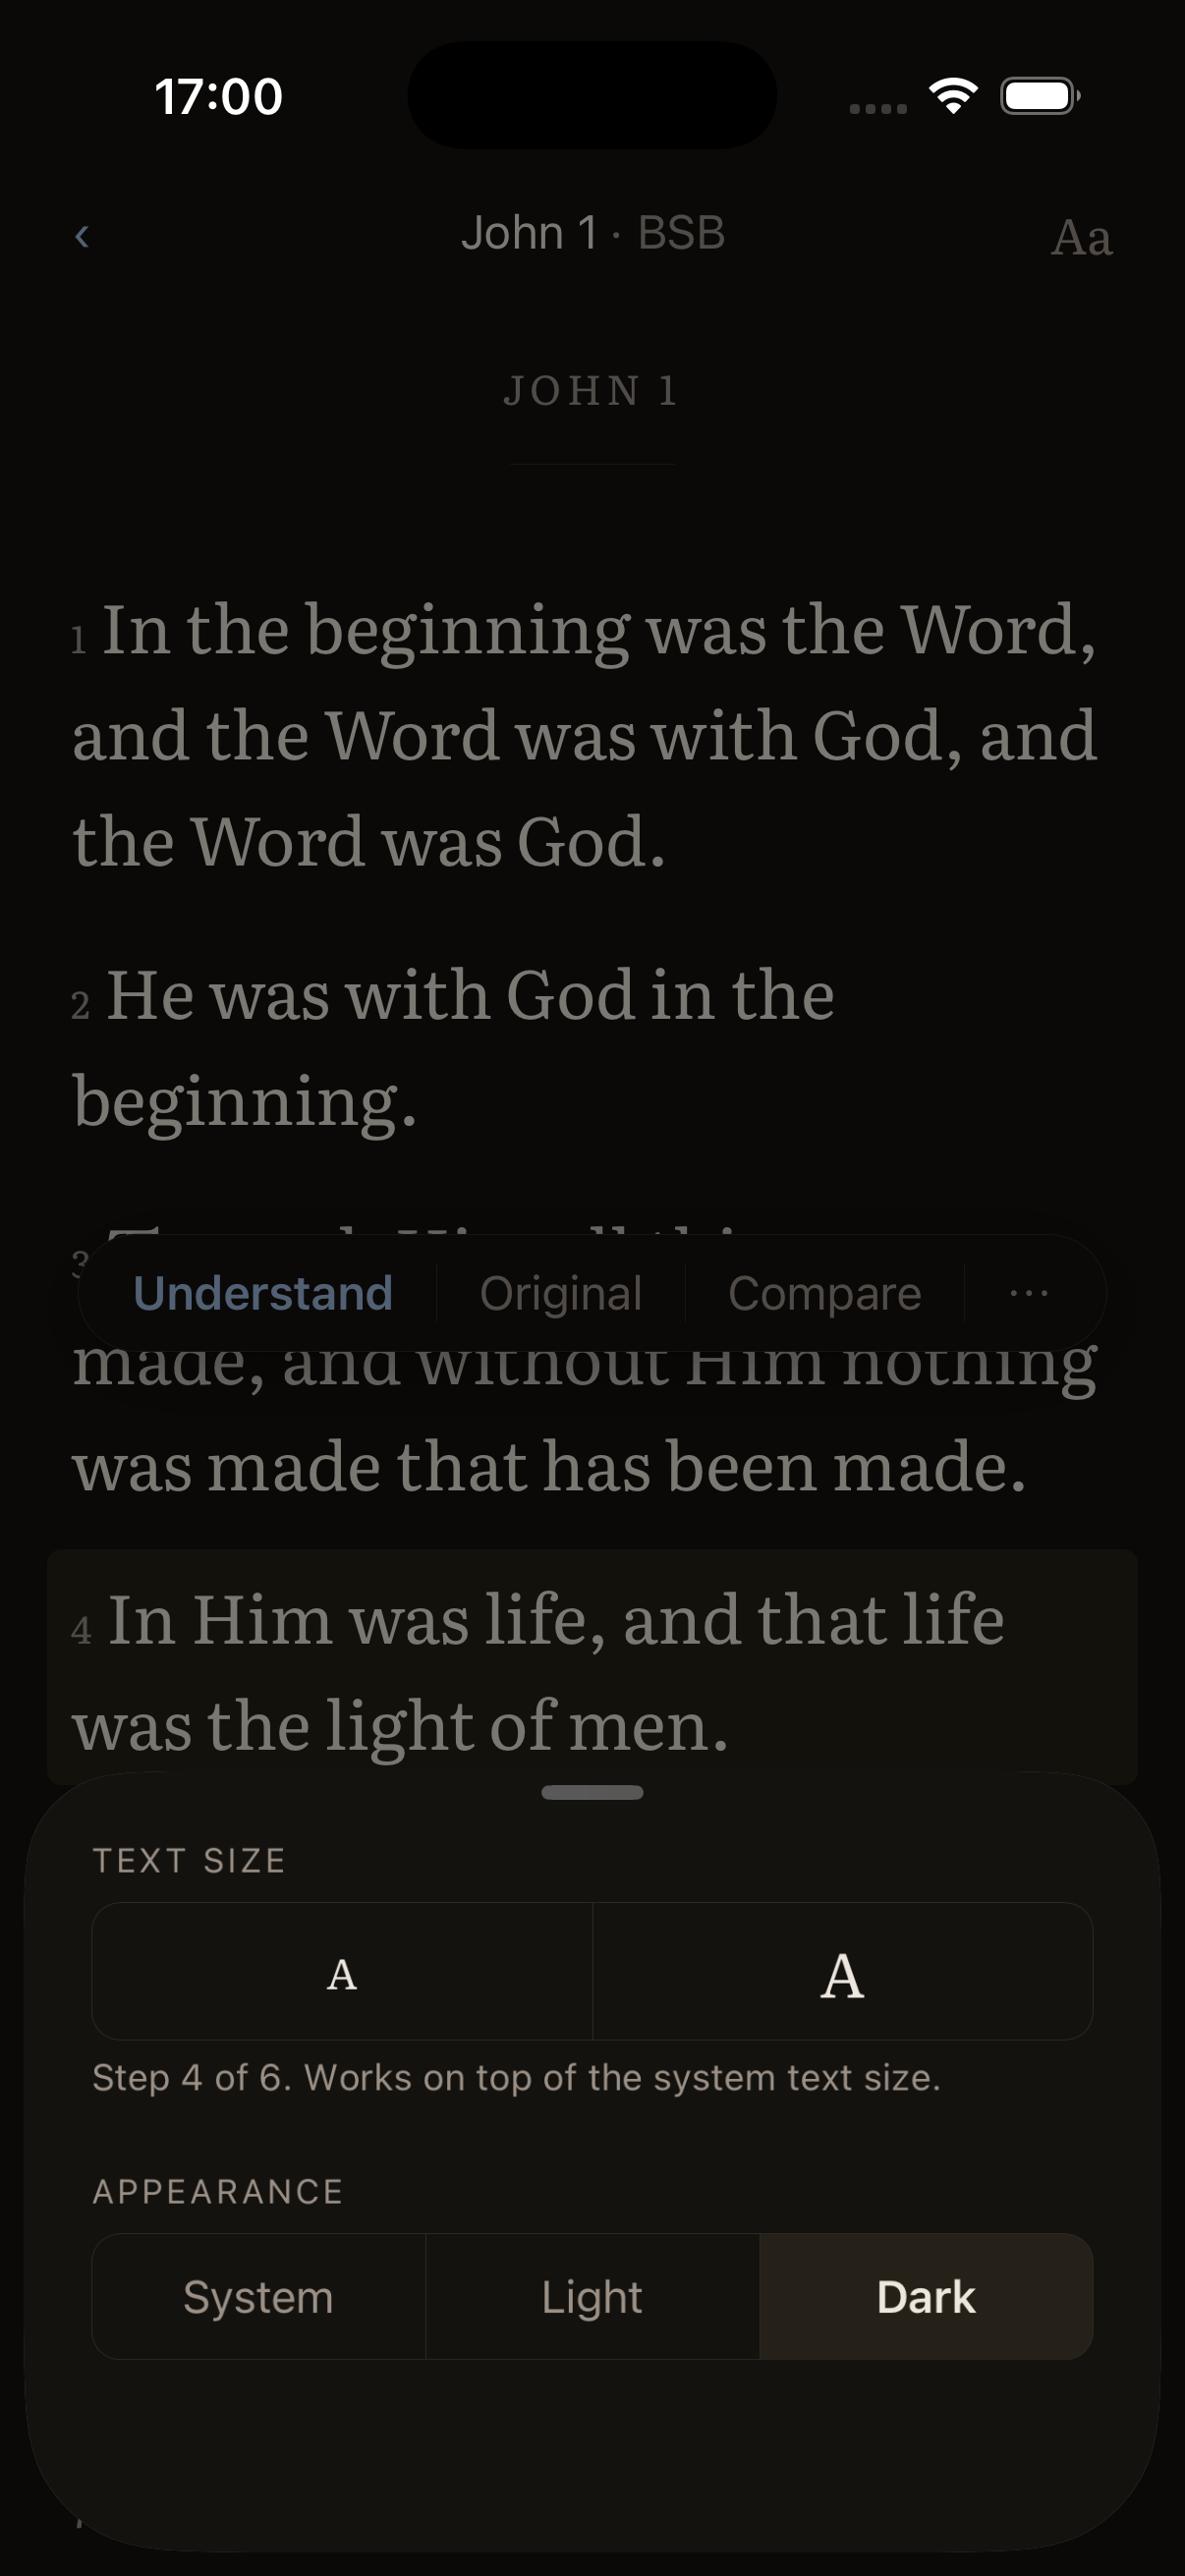 17:00
‹ John 1 · BSB Aa
JOHN 1
1 In the beginning was the Word,
and the Word was with God, and
the Word was God.
2 He was with God in the
beginning.
3
Understand Original Compare ···
made, and without Him nothing
was made that has been made.
4 In Him was life, and that life
was the light of men.
TEXT SIZE
A A
Step 4 of 6. Works on top of the system text size.
APPEARANCE
System Light Dark